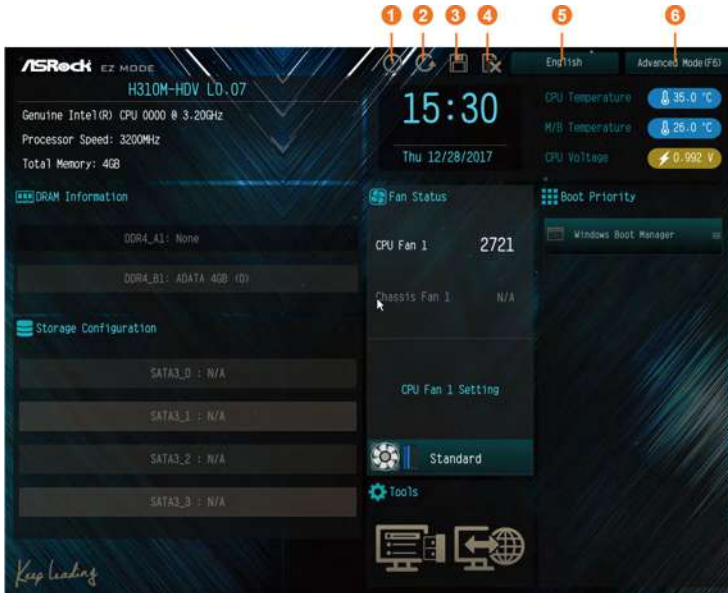 1 2 3 4 5 6
ASRock EZ MODE
English Advanced Mode(F6)
H310M-HDV L0.07
Genuine Intel(R) CPU 0000 @ 3.20GHz
Processor Speed: 3200MHz
Total Memory: 4GB
15:30
Thu 12/28/2017
CPU Temperature 35.0 °C
M/B Temperature 26.0 °C
CPU Voltage 0.992 V
DRAM Information
DDR4_A1: None
DDR4_B1: ADATA 4GB (D)
Storage Configuration
SATA3_0 : N/A
SATA3_1 : N/A
SATA3_2 : N/A
SATA3_3 : N/A
Fan Status
CPU Fan 1 2721
Chassis Fan 1 N/A
CPU Fan 1 Setting
Standard
Tools
Boot Priority
Windows Boot Manager
Keep Leading